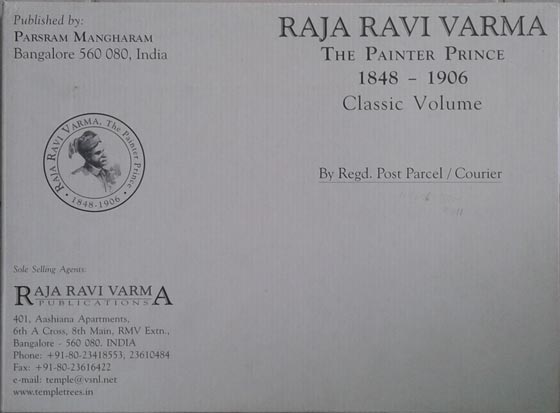 Published by:
PARSRAM MANGHARAM
Bangalore 560 080, India
RAJA RAVI VARMA
THE PAINTER PRINCE
1848 – 1906
Classic Volume
RAJA RAVI VARMA, The Painter Prince
• 1848-1906 •
By Regd. Post Parcel / Courier
Sole Selling Agents:
RAJA RAVI VARMA
PUBLICATIONS
401, Aashiana Apartments,
6th A Cross, 8th Main, RMV Extn.,
Bangalore - 560 080. INDIA
Phone: +91-80-23418553, 23610484
Fax: +91-80-23616422
e-mail: temple@vsnl.net
www.templetrees.in